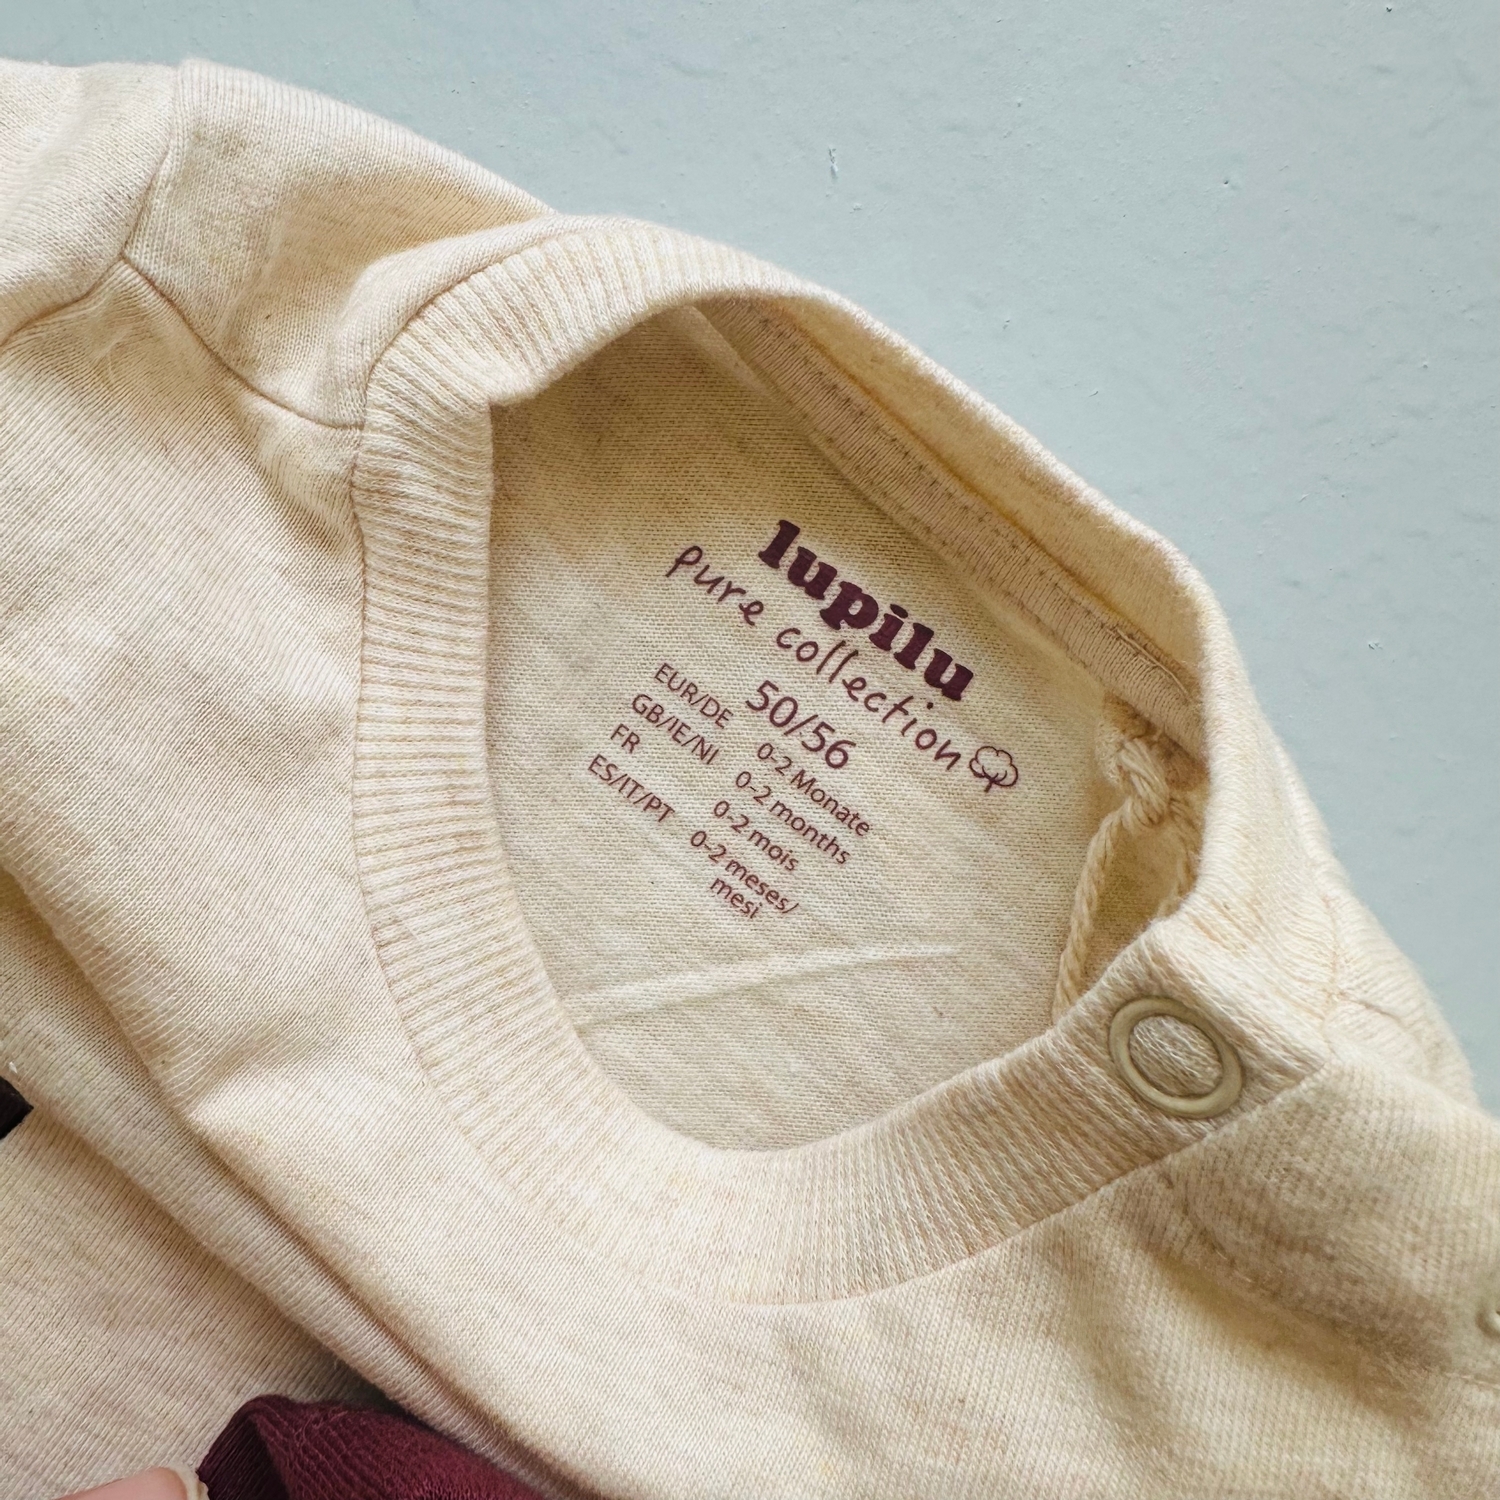 lupilu
pure collection
50/56
EUR/DE 0-2 Monate
GB/IE/NI 0-2 months
FR 0-2 mois
ES/IT/PT 0-2 meses/
mesi